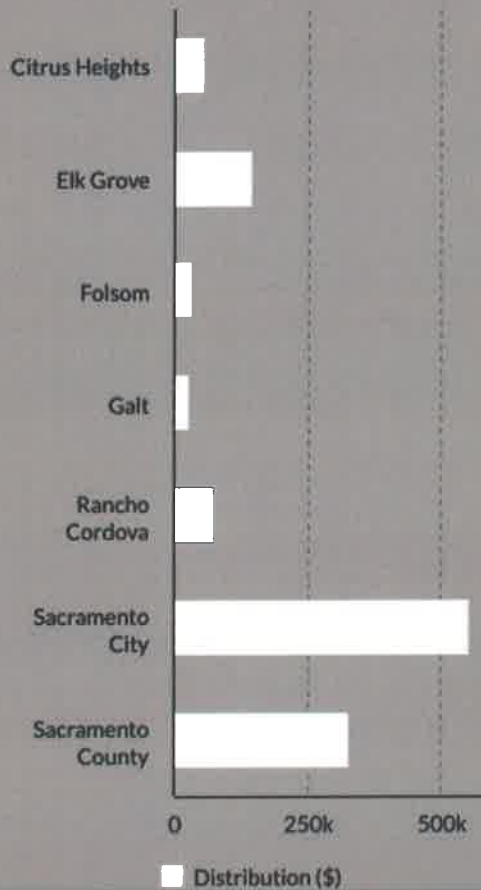 Citrus Heights
Elk Grove
Folsom
Galt
Rancho
Cordova
Sacramento
City
Sacramento
County
0 250k 500k
Distribution ($)